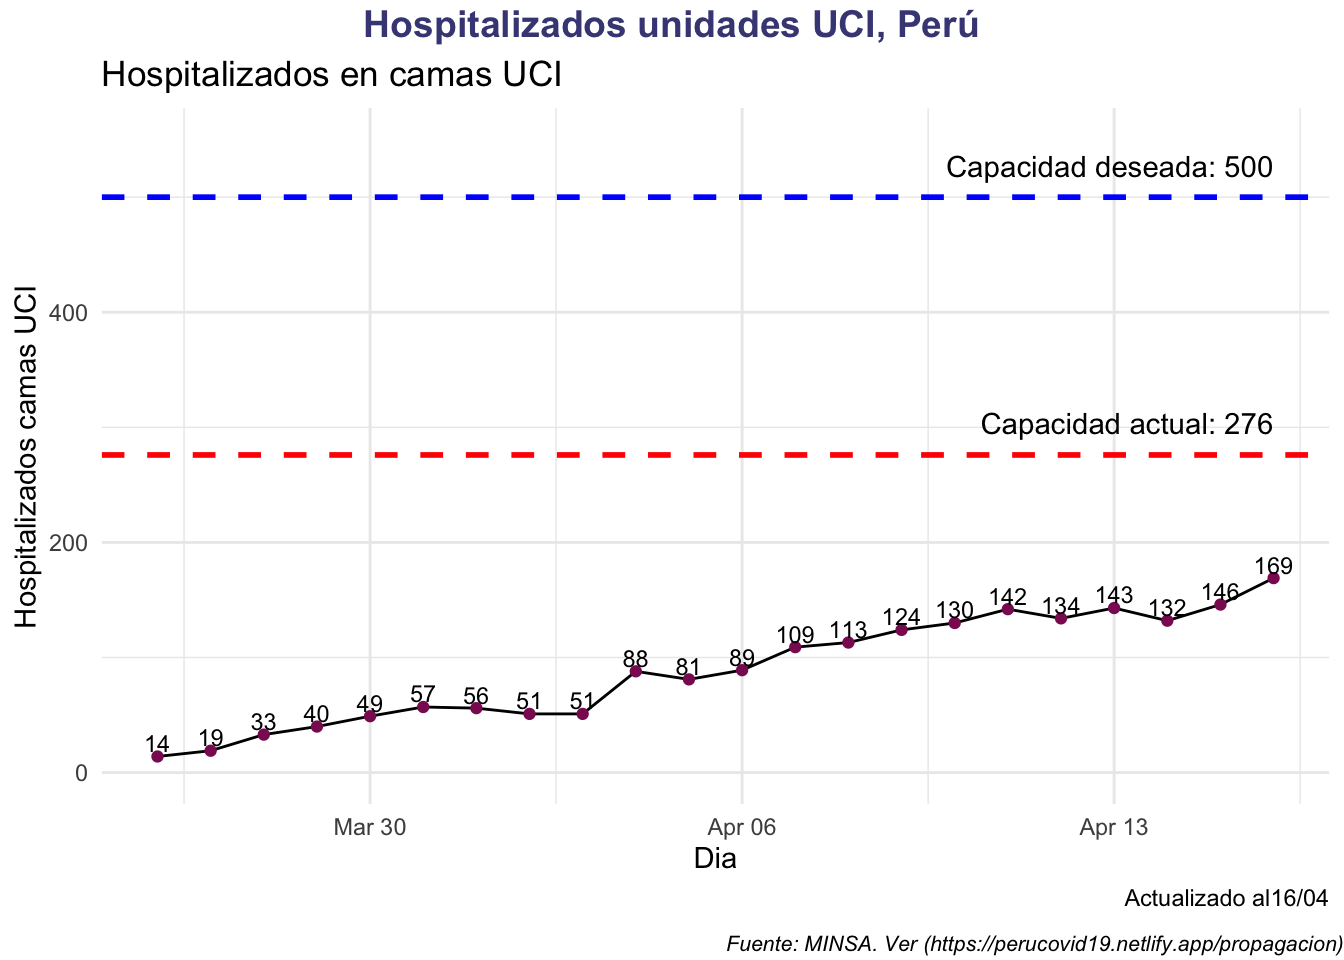 Hospitalizados unidades UCI, Perú
Hospitalizados en camas UCI
Capacidad deseada: 500
Capacidad actual: 276
Hospitalizados camas UCI
400
200
0
14 19 33 40 49 57 56 51 51 88 81 89 109 113 124 130 142 134 143 132 146 169
Mar 30 Apr 06 Apr 13
Dia
Actualizado al16/04
Fuente: MINSA. Ver (https://perucovid19.netlify.app/propagacion)